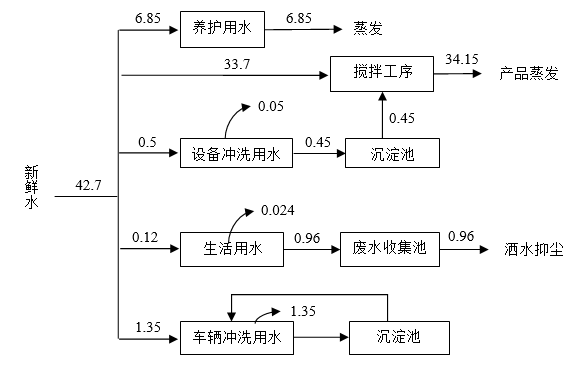 6.85 养护用水 6.85 蒸发
33.7 搅拌工序 34.15 产品蒸发
0.05 0.45
0.5 设备冲洗用水 0.45 沉淀池
新鲜水 42.7
0.024
0.12 生活用水 0.96 废水收集池 0.96 洒水抑尘
1.35
1.35 车辆冲洗用水 沉淀池